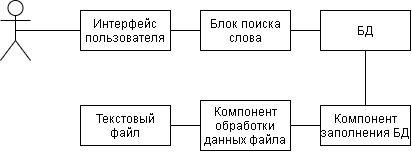 Интерфейс
пользователя
Блок поиска
слова
БД
Текстовый
файл
Компонент
обработки
данных файла
Компонент
заполнения БД